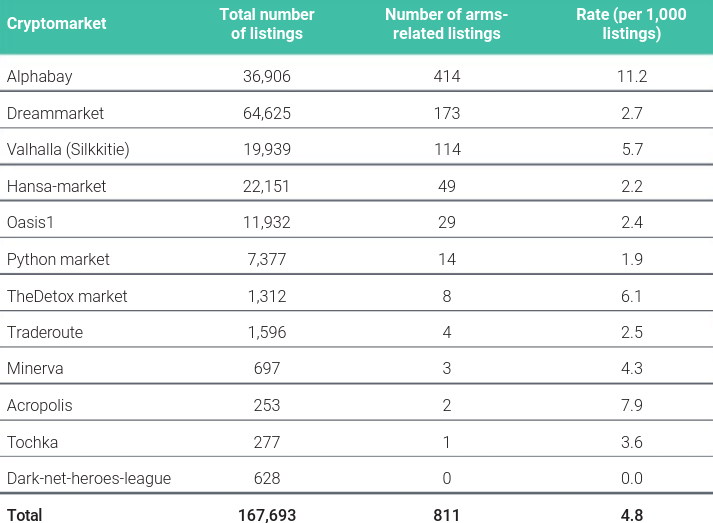 Cryptomarket Total number of listings Number of arms-related listings Rate (per 1,000 listings)
Alphabay 36,906 414 11.2
Dreammarket 64,625 173 2.7
Valhalla (Silkkitie) 19,939 114 5.7
Hansa-market 22,151 49 2.2
Oasis1 11,932 29 2.4
Python market 7,377 14 1.9
TheDetox market 1,312 8 6.1
Traderoute 1,596 4 2.5
Minerva 697 3 4.3
Acropolis 253 2 7.9
Tochka 277 1 3.6
Dark-net-heroes-league 628 0 0.0
Total 167,693 811 4.8